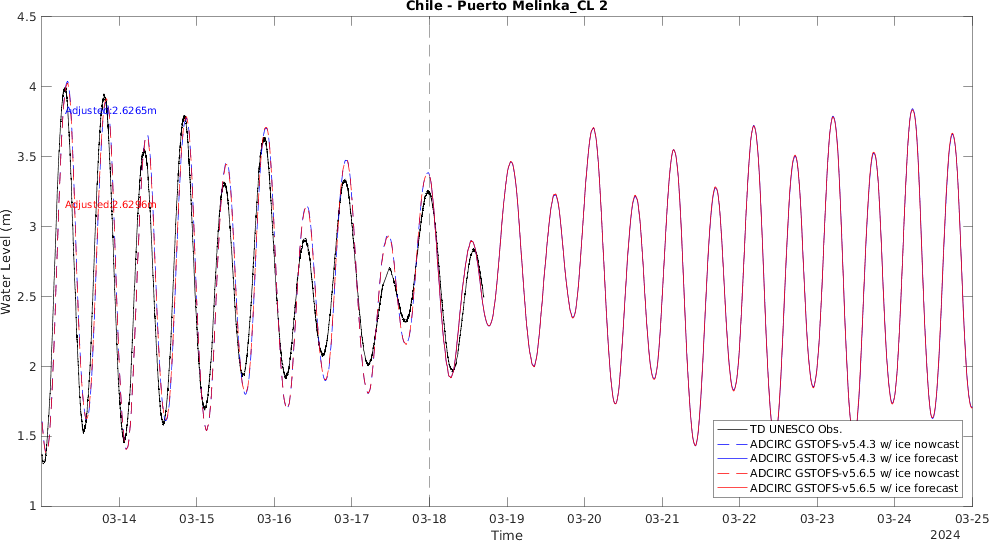 Chile - Puerto Melinka_CL 2
4.5
4
3.5
3
2.5
2
1.5
1
Water Level (m)
Adjusted:2.6265m
Adjusted:2.6296m
TD UNESCO Obs.
ADCIRC GSTOFS-v5.4.3 w/ ice nowcast
ADCIRC GSTOFS-v5.4.3 w/ ice forecast
ADCIRC GSTOFS-v5.6.5 w/ ice nowcast
ADCIRC GSTOFS-v5.6.5 w/ ice forecast
03-14 03-15 03-16 03-17 03-18 03-19 03-20 03-21 03-22 03-23 03-24 03-25
Time 2024